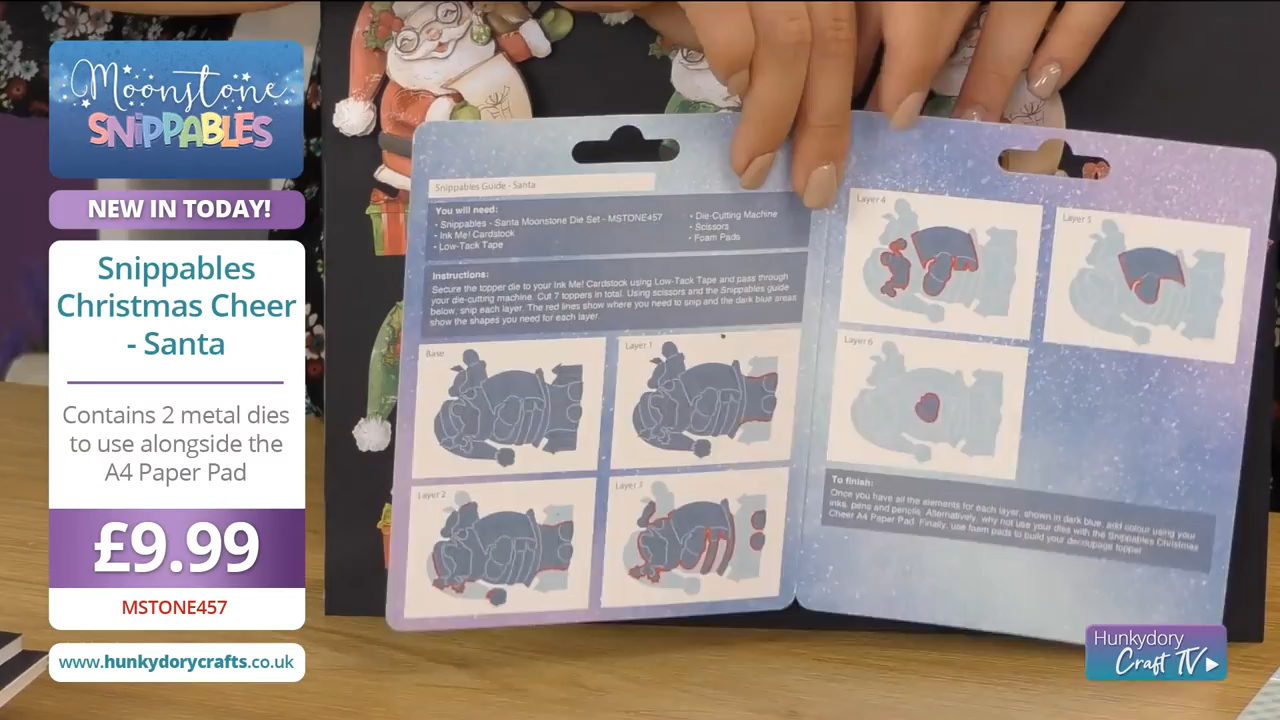 Moonstone
SNiPPABLES
NEW IN TODAY!
Snippables
Christmas Cheer
- Santa
Contains 2 metal dies
to use alongside the
A4 Paper Pad
£9.99
MSTONE457
www.hunkydorycrafts.co.uk
Snippables Guide - Santa
You will need:
• Snippables - Santa Moonstone Die Set - MSTONE457
• Ink Me! Cardstock
• Low-Tack Tape
• Die-Cutting Machine
• Scissors
• Foam Pads
Instructions:
Secure the topper die to your Ink Me! Cardstock using Low-Tack Tape and pass through
your die-cutting machine. Cut 7 toppers in total. Using scissors and the Snippables guide
below, snip each layer. The red lines show where you need to snip and the dark blue areas
show the shapes you need for each layer.
Base
Layer 1
Layer 2
Layer 3
Layer 4
Layer 5
Layer 6
To finish:
Once you have all the elements for each layer, shown in dark blue, add colour using your
inks, pens and pencils. Alternatively, why not use your dies with the Snippables Christmas
Cheer A4 Paper Pad. Finally, use foam pads to build your decoupage topper.
Hunkydory
Craft TV